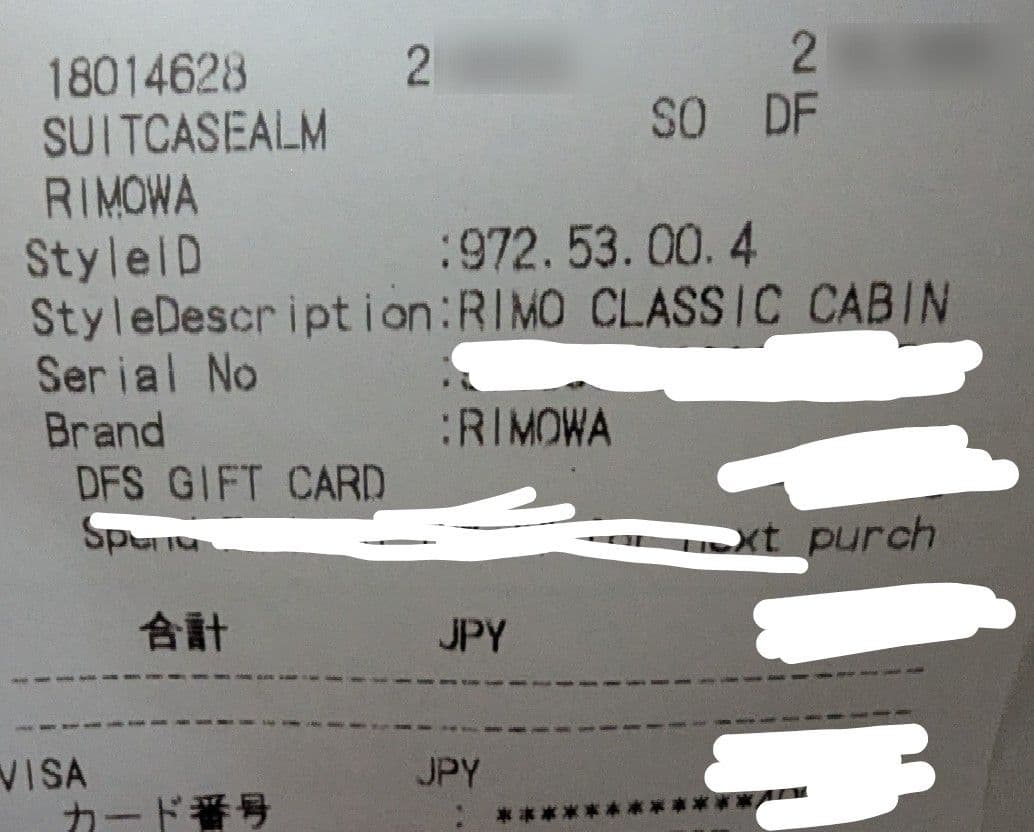 18014628 2 2
SUITCASEALM SO DF
RIMOWA
StyleID :972.53.00.4
StyleDescription:RIMO CLASSIC CABIN
Serial No :
Brand :RIMOWA
DFS GIFT CARD
next purch
合計 JPY
VISA JPY
カード番号 : ************